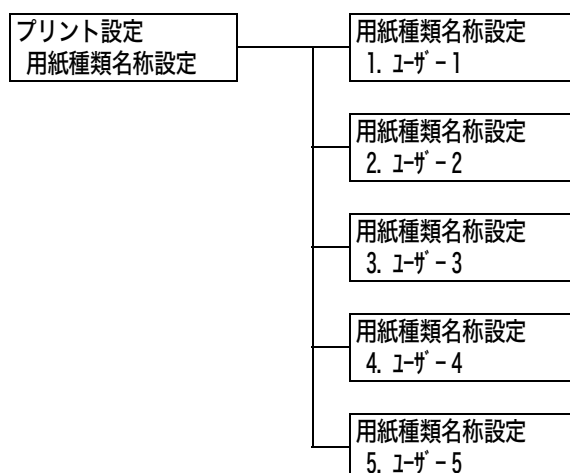 プリント設定
用紙種類名称設定
用紙種類名称設定
1. ﾕｰｻﾞｰ1
用紙種類名称設定
2. ﾕｰｻﾞｰ2
用紙種類名称設定
3. ﾕｰｻﾞｰ3
用紙種類名称設定
4. ﾕｰｻﾞｰ4
用紙種類名称設定
5. ﾕｰｻﾞｰ5